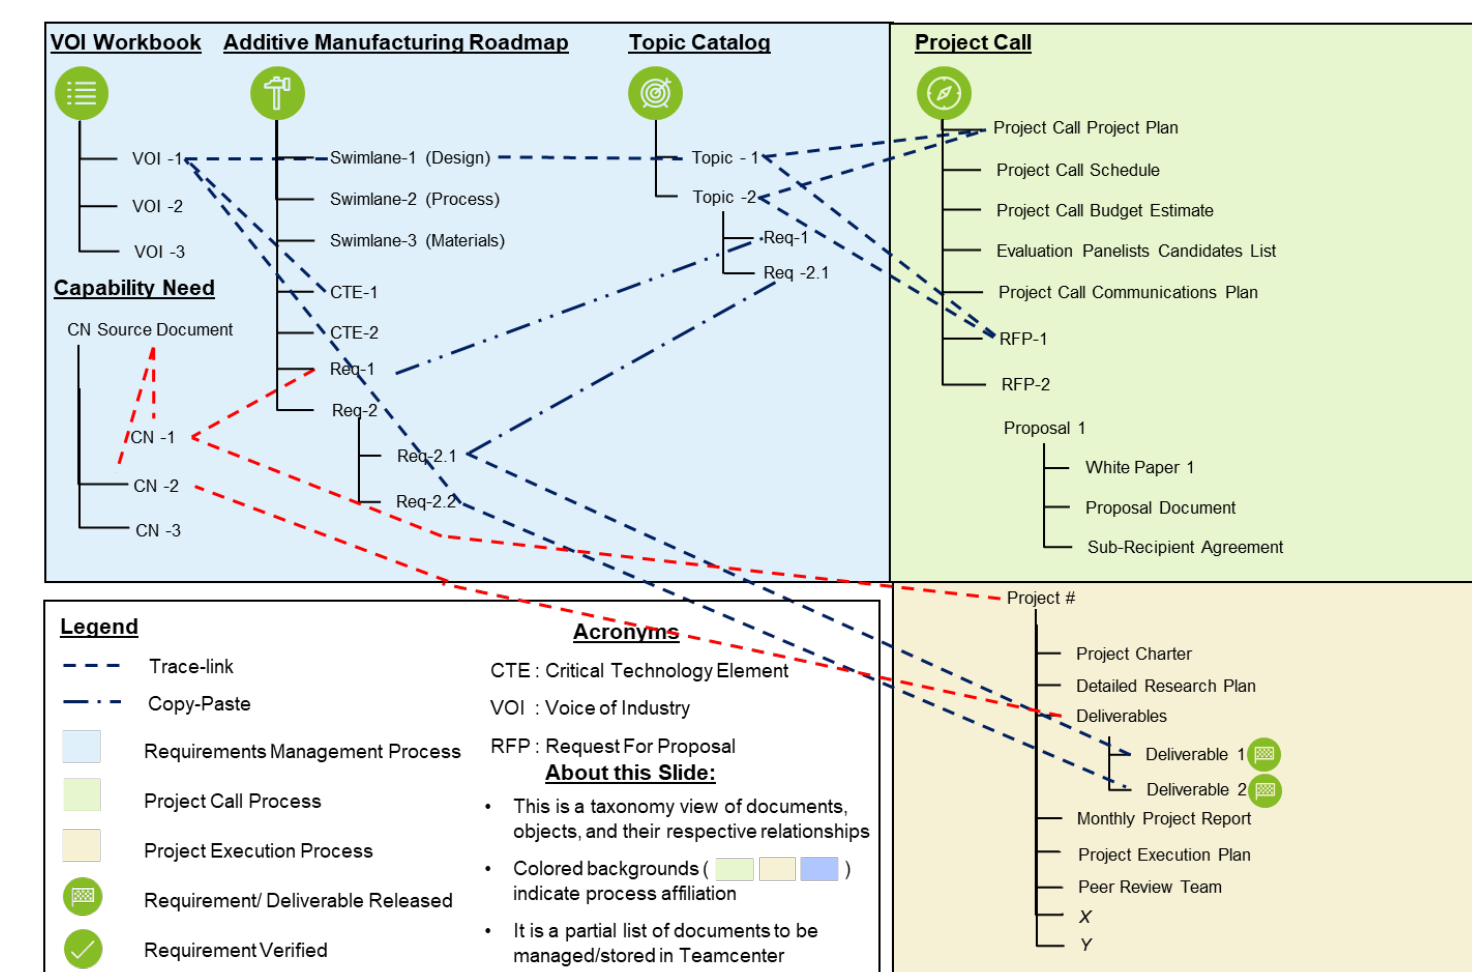 VOI Workbook
VOI -1
VOI -2
VOI -3
Capability Need
CN Source Document
CN -1
CN -2
CN -3
Additive Manufacturing Roadmap
Swimlane-1 (Design)
Swimlane-2 (Process)
Swimlane-3 (Materials)
CTE-1
CTE-2
Req-1
Req-2
Req-2.1
Req-2.2
Topic Catalog
Topic - 1
Topic -2
Req-1
Req -2.1
Project Call
Project Call Project Plan
Project Call Schedule
Project Call Budget Estimate
Evaluation Panelists Candidates List
Project Call Communications Plan
RFP-1
RFP-2
Proposal 1
White Paper 1
Proposal Document
Sub-Recipient Agreement
Project #
Project Charter
Detailed Research Plan
Deliverables
Deliverable 1
Deliverable 2
Monthly Project Report
Project Execution Plan
Peer Review Team
X
Y
Legend
Trace-link
Copy-Paste
Requirements Management Process
Project Call Process
Project Execution Process
Requirement/ Deliverable Released
Requirement Verified
Acronyms
CTE : Critical Technology Element
VOI : Voice of Industry
RFP : Request For Proposal
About this Slide:
• This is a taxonomy view of documents,
objects, and their respective relationships
• Colored backgrounds ( )
indicate process affiliation
• It is a partial list of documents to be
managed/stored in Teamcenter